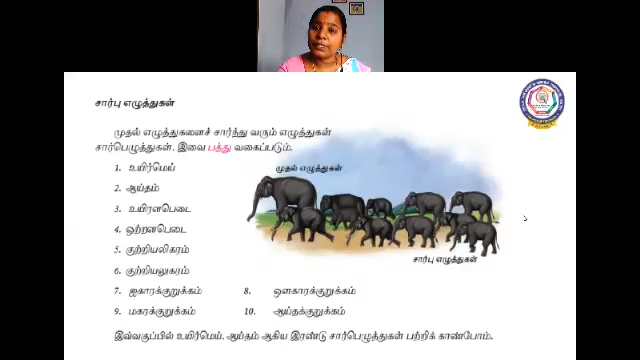 சார்பு எழுத்துகள்
முதல் எழுத்துகளைச் சார்ந்து வரும் எழுத்துகள்
சார்பெழுத்துகள். இவை பத்து வகைப்படும்.
1. உயிர்மெய்
முதல் எழுத்துகள்
2. ஆய்தம்
3. உயிரளபெடை
4. ஒற்றளபெடை
5. குற்றியலிகரம்
சார்பு எழுத்துகள்
6. குற்றியலுகரம்
7. ஐகாரக்குறுக்கம் 8. ஔகாரக்குறுக்கம்
9. மகரக்குறுக்கம் 10. ஆய்தக்குறுக்கம்
இவ்வகுப்பில் உயிர்மெய், ஆய்தம் ஆகிய இரண்டு சார்பெழுத்துகள் பற்றிக் காண்போம்.